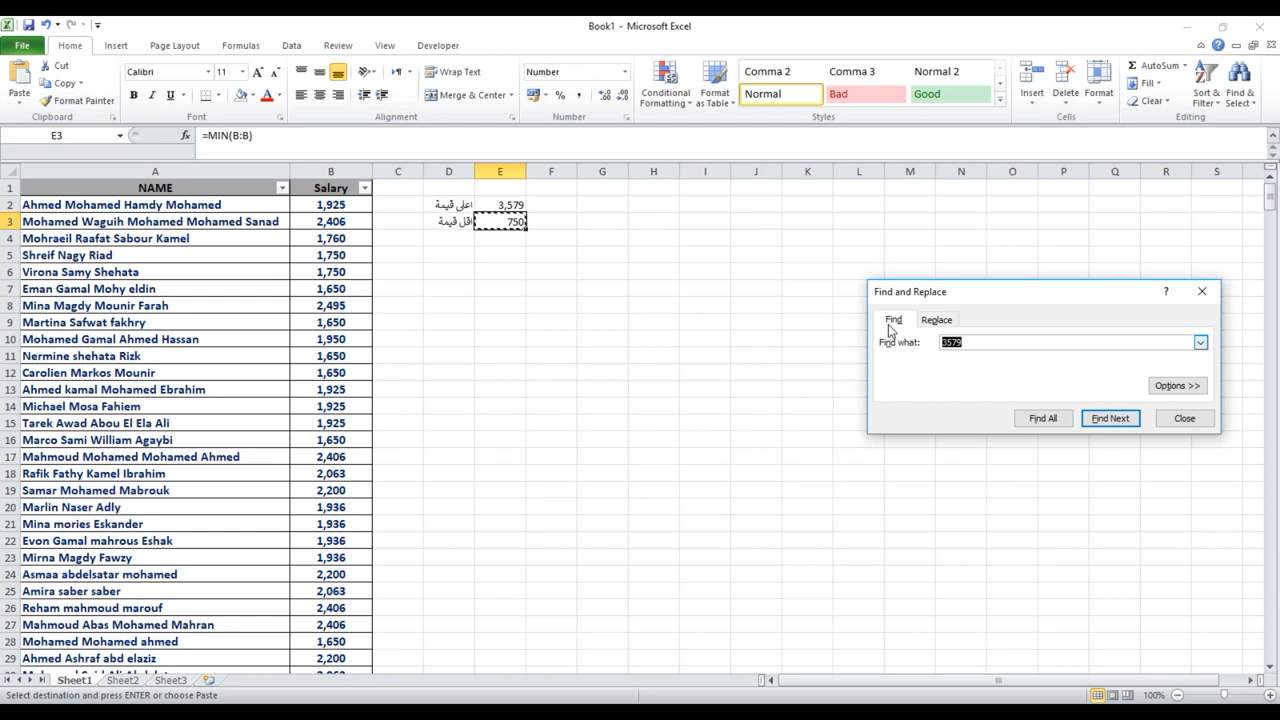 Book1 - Microsoft Excel
File Home Insert Page Layout Formulas Data Review View Developer
Paste
Cut
Copy
Format Painter
Clipboard
Calibri 11
B I U
Font
Wrap Text
Merge & Center
Alignment
Number
Number
Conditional Formatting
Format as Table
Comma 2 Comma 3 Normal 2
Normal Bad Good
Styles
Insert Delete Format
Cells
AutoSum
Fill
Clear
Sort & Filter
Find & Select
Editing
E3 fx =MIN(B:B)
A B C D E F G H I J K L M N O P Q R S
1 NAME Salary
2 Ahmed Mohamed Hamdy Mohamed 1,925 اعلى قيمة 3,579
3 Mohamed Waguih Mohamed Mohamed Sanad 2,406 اقل قيمة 750
4 Mohraeil Raafat Sabour Kamel 1,760
5 Shreif Nagy Riad 1,750
6 Virona Samy Shehata 1,750
7 Eman Gamal Mohy eldin 1,650
8 Mina Magdy Mounir Farah 2,495
9 Martina Safwat fakhry 1,650
10 Mohamed Gamal Ahmed Hassan 1,950
11 Nermine shehata Rizk 1,650
12 Carolien Markos Mounir 1,650
13 Ahmed kamal Mohamed Ebrahim 1,925
14 Michael Mosa Fahiem 1,925
15 Tarek Awad Abou El Ela Ali 1,925
16 Marco Sami William Agaybi 1,650
17 Mahmoud Mohamed Mohamed Ahmed 2,406
18 Rafik Fathy Kamel Ibrahim 2,063
19 Samar Mohamed Mabrouk 2,200
20 Marlin Naser Adly 1,936
21 Mina mories Eskander 1,936
22 Evon Gamal mahrous Eshak 1,936
23 Mirna Magdy Fawzy 1,936
24 Asmaa abdelsatar mohamed 2,200
25 Amira saber saber 2,063
26 Reham mahmoud marouf 2,406
27 Mahmoud Abas Mohamed Mahran 2,406
28 Mohamed Mohamed ahmed 1,650
29 Ahmed Ashraf abd elaziz 2,200
Find and Replace
Find Replace
Find what: 3579
Options >>
Find All Find Next Close
Sheet1 Sheet2 Sheet3
Select destination and press ENTER or choose Paste 100%